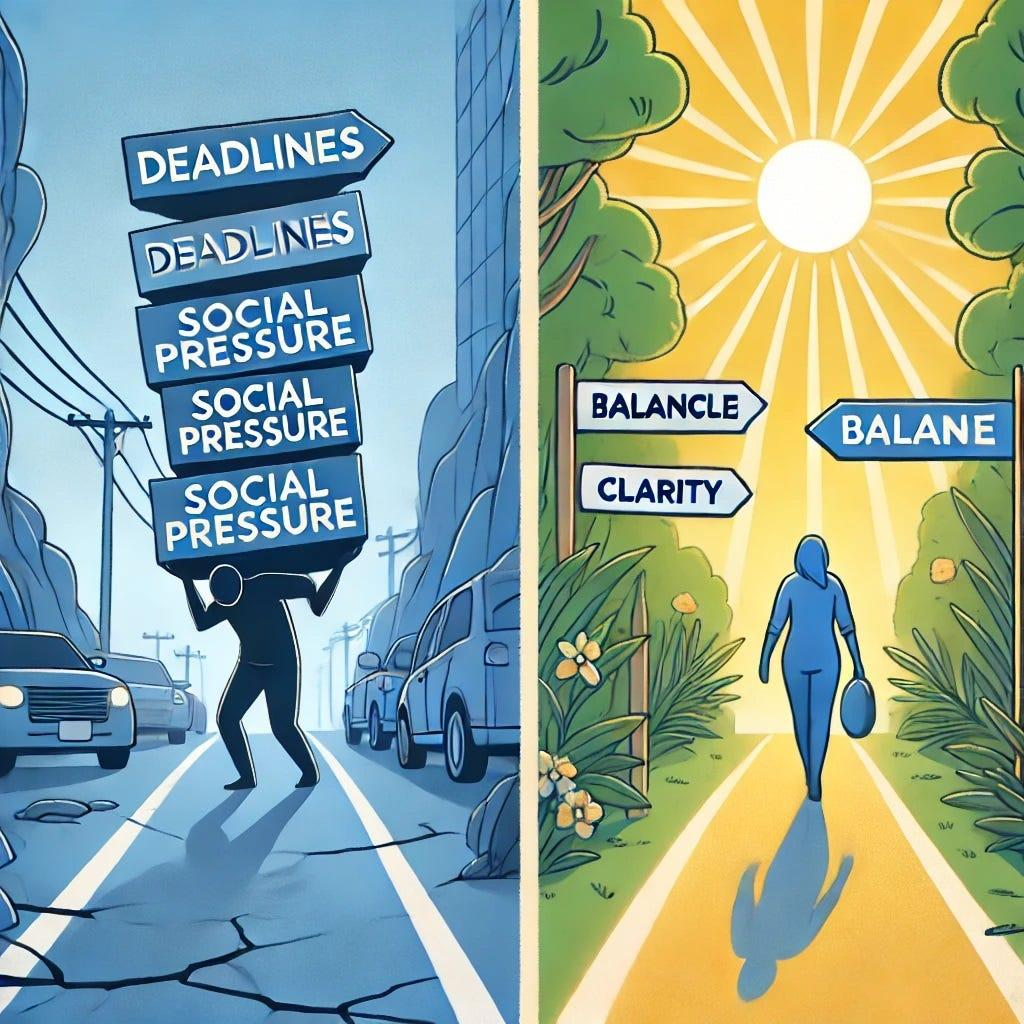 DEADLINES
DEADLINES
SOCIAL
PRESSURE
SOCIAL
PRESSURE
SOCIAL
PRESSURE
BALANCLE
CLARITY
BALANE